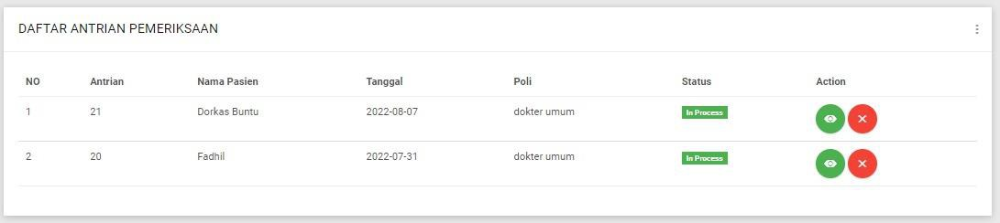 DAFTAR ANTRIAN PEMERIKSAAN
NO Antrian Nama Pasien Tanggal Poli Status Action
1 21 Dorkas Buntu 2022-08-07 dokter umum In Process
2 20 Fadhil 2022-07-31 dokter umum In Process